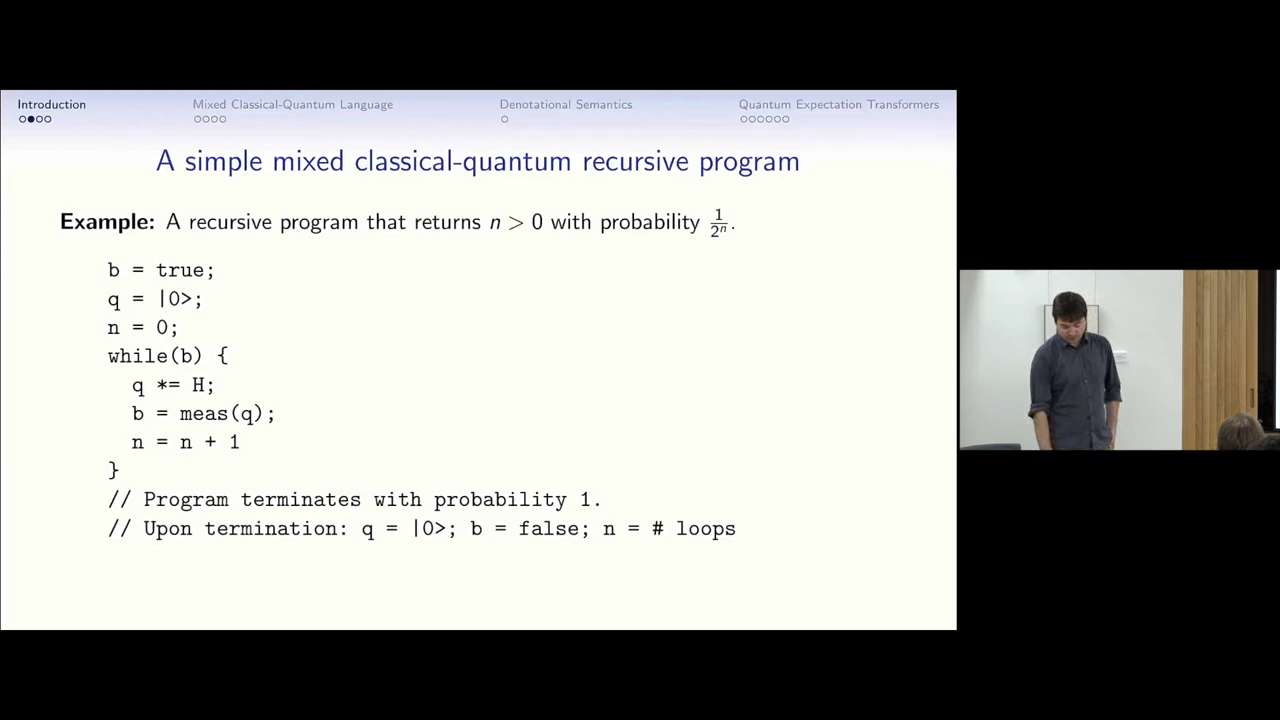 Introduction
Mixed Classical-Quantum Language
Denotational Semantics
Quantum Expectation Transformers
A simple mixed classical-quantum recursive program
Example: A recursive program that returns n > 0 with probability 1/2ⁿ.
b = true;
q = |0>;
n = 0;
while(b) {
q *= H;
b = meas(q);
n = n + 1
}
// Program terminates with probability 1.
// Upon termination: q = |0>; b = false; n = # loops